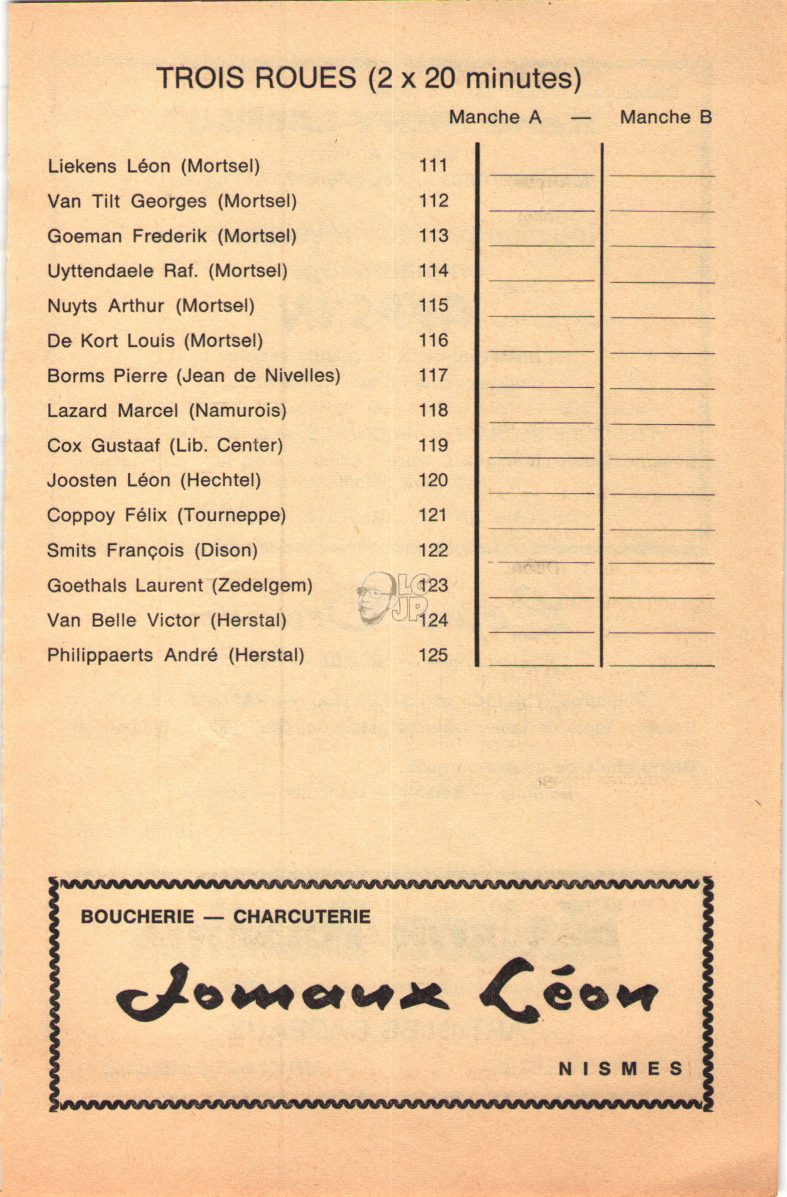 TROIS ROUES (2 x 20 minutes)
Manche A — Manche B
Liekens Léon (Mortsel) 111
Van Tilt Georges (Mortsel) 112
Goeman Frederik (Mortsel) 113
Uyttendaele Raf. (Mortsel) 114
Nuyts Arthur (Mortsel) 115
De Kort Louis (Mortsel) 116
Borms Pierre (Jean de Nivelles) 117
Lazard Marcel (Namurois) 118
Cox Gustaaf (Lib. Center) 119
Joosten Léon (Hechtel) 120
Coppoy Félix (Tourneppe) 121
Smits François (Dison) 122
Goethals Laurent (Zedelgem) 123
Van Belle Victor (Herstal) 124
Philippaerts André (Herstal) 125
LG
JP
BOUCHERIE — CHARCUTERIE
Jomaux Léon
NISMES